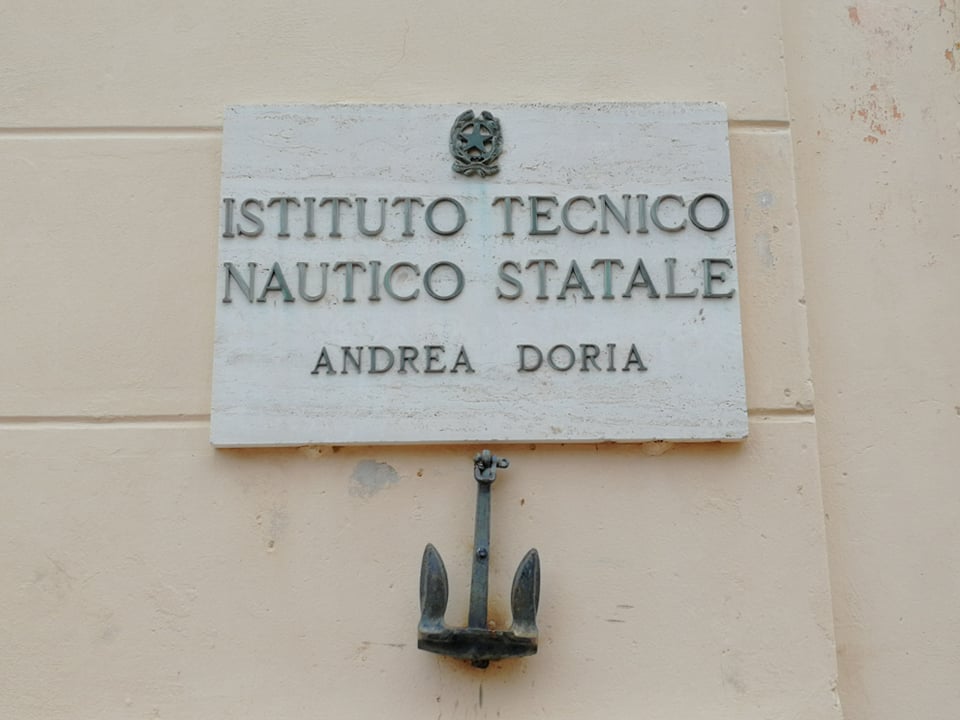 ISTITUTO TECNICO
NAUTICO STATALE
ANDREA DORIA